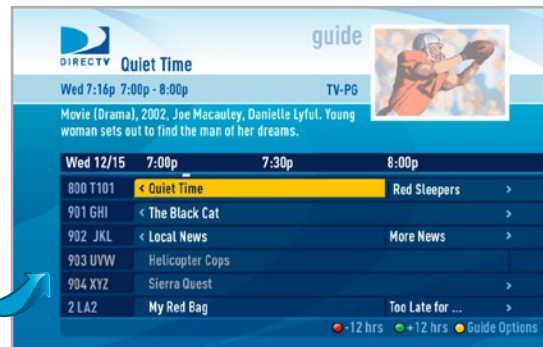 guide
DIRECTV Quiet Time
Wed 7:16p 7:00p - 8:00p TV-PG
Movie (Drama), 2002, Joe Macauley, Danielle Lyful. Young
woman sets out to find the man of her dreams.
Wed 12/15 7:00p 7:30p 8:00p
800 T101 < Quiet Time Red Sleepers >
901 GHI < The Black Cat >
902 JKL < Local News More News >
903 UVW Helicopter Cops
904 XYZ Sierra Quest >
2 LA2 My Red Bag Too Late for ... >
-12 hrs +12 hrs Guide Options